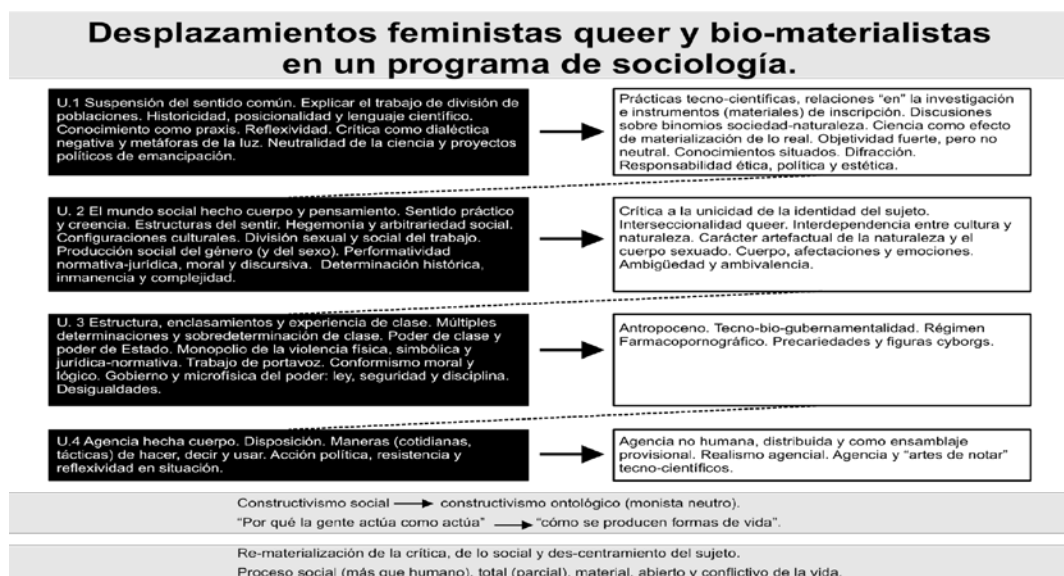 Desplazamientos feministas queer y bio-materialistas
en un programa de sociología.
U.1 Suspensión del sentido común. Explicar el trabajo de división de
poblaciones. Historicidad, posicionalidad y lenguaje científico.
Conocimiento como praxis. Reflexividad. Crítica como dialéctica
negativa y metáforas de la luz. Neutralidad de la ciencia y proyectos
políticos de emancipación.
Prácticas tecno-científicas, relaciones “en” la investigación
e instrumentos (materiales) de inscripción. Discusiones
sobre binomios sociedad-naturaleza. Ciencia como efecto
de materialización de lo real. Objetividad fuerte, pero no
neutral. Conocimientos situados. Difracción.
Responsabilidad ética, política y estética.
U. 2 El mundo social hecho cuerpo y pensamiento. Sentido práctico
y creencia. Estructuras del sentir. Hegemonía y arbitrariedad social.
Configuraciones culturales. División sexual y social del trabajo.
Producción social del género (y del sexo). Performatividad
normativa-jurídica, moral y discursiva. Determinación histórica,
inmanencia y complejidad.
Crítica a la unicidad de la identidad del sujeto.
Interseccionalidad queer. Interdependencia entre cultura y
naturaleza. Carácter artefactual de la naturaleza y el
cuerpo sexuado. Cuerpo, afectaciones y emociones.
Ambigüedad y ambivalencia.
U. 3 Estructura, enclasamientos y experiencia de clase. Múltiples
determinaciones y sobredeterminación de clase. Poder de clase y
poder de Estado. Monopolio de la violencia física, simbólica y
jurídica-normativa. Trabajo de portavoz. Conformismo moral y
lógico. Gobierno y microfísica del poder: ley, seguridad y disciplina.
Desigualdades.
Antropoceno. Tecno-bio-gubernamentalidad. Régimen
Farmacopornográfico. Precariedades y figuras cyborgs.
U.4 Agencia hecha cuerpo. Disposición. Maneras (cotidianas,
tácticas) de hacer, decir y usar. Acción política, resistencia y
reflexividad en situación.
Agencia no humana, distribuida y como ensamblaje
provisional. Realismo agencial. Agencia y “artes de notar”
tecno-científicos.
Constructivismo social → constructivismo ontológico (monista neutro).
“Por qué la gente actúa como actúa” → “cómo se producen formas de vida”.
Re-materialización de la crítica, de lo social y des-centramiento del sujeto.
Proceso social (más que humano), total (parcial), material, abierto y conflictivo de la vida.